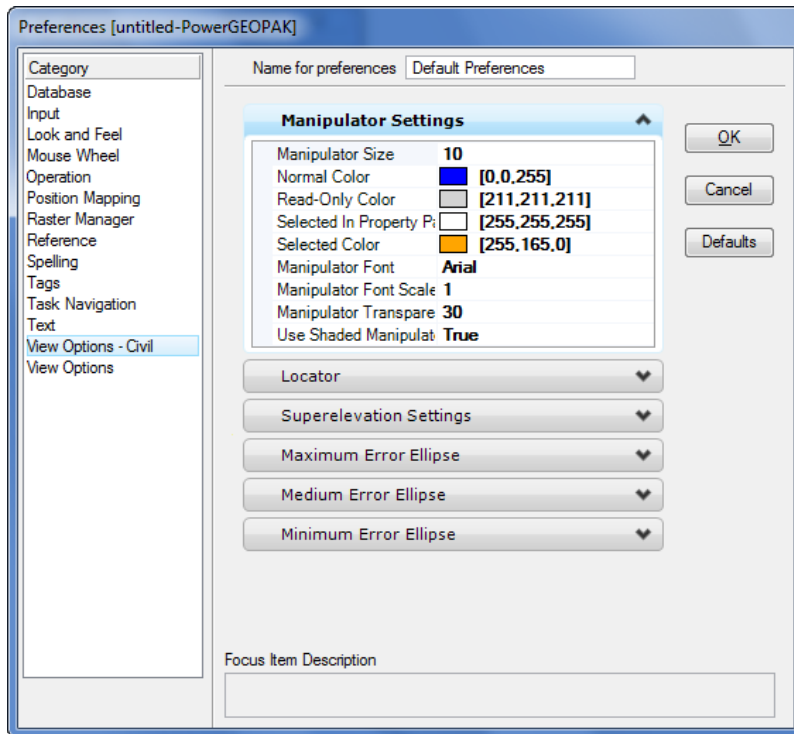 Preferences [untitled-PowerGEOPAK]
Category
Database
Input
Look and Feel
Mouse Wheel
Operation
Position Mapping
Raster Manager
Reference
Spelling
Tags
Task Navigation
Text
View Options - Civil
View Options
Name for preferences Default Preferences
Manipulator Settings
Manipulator Size 10
Normal Color [0,0,255]
Read-Only Color [211,211,211]
Selected In Property Pa [255,255,255]
Selected Color [255,165,0]
Manipulator Font Arial
Manipulator Font Scale 1
Manipulator Transpare 30
Use Shaded Manipulat True
Locator
Superelevation Settings
Maximum Error Ellipse
Medium Error Ellipse
Minimum Error Ellipse
OK
Cancel
Defaults
Focus Item Description